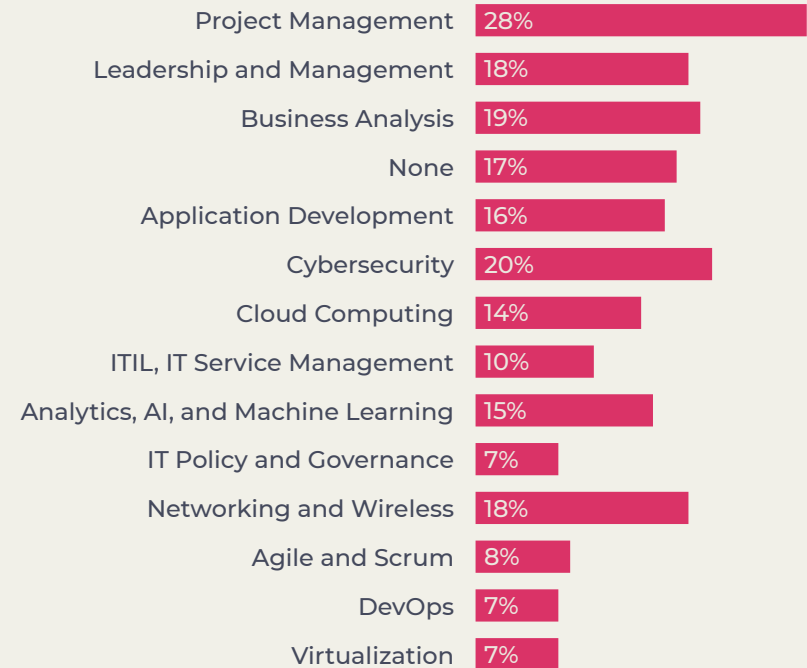 Project Management 28%
Leadership and Management 18%
Business Analysis 19%
None 17%
Application Development 16%
Cybersecurity 20%
Cloud Computing 14%
ITIL, IT Service Management 10%
Analytics, AI, and Machine Learning 15%
IT Policy and Governance 7%
Networking and Wireless 18%
Agile and Scrum 8%
DevOps 7%
Virtualization 7%